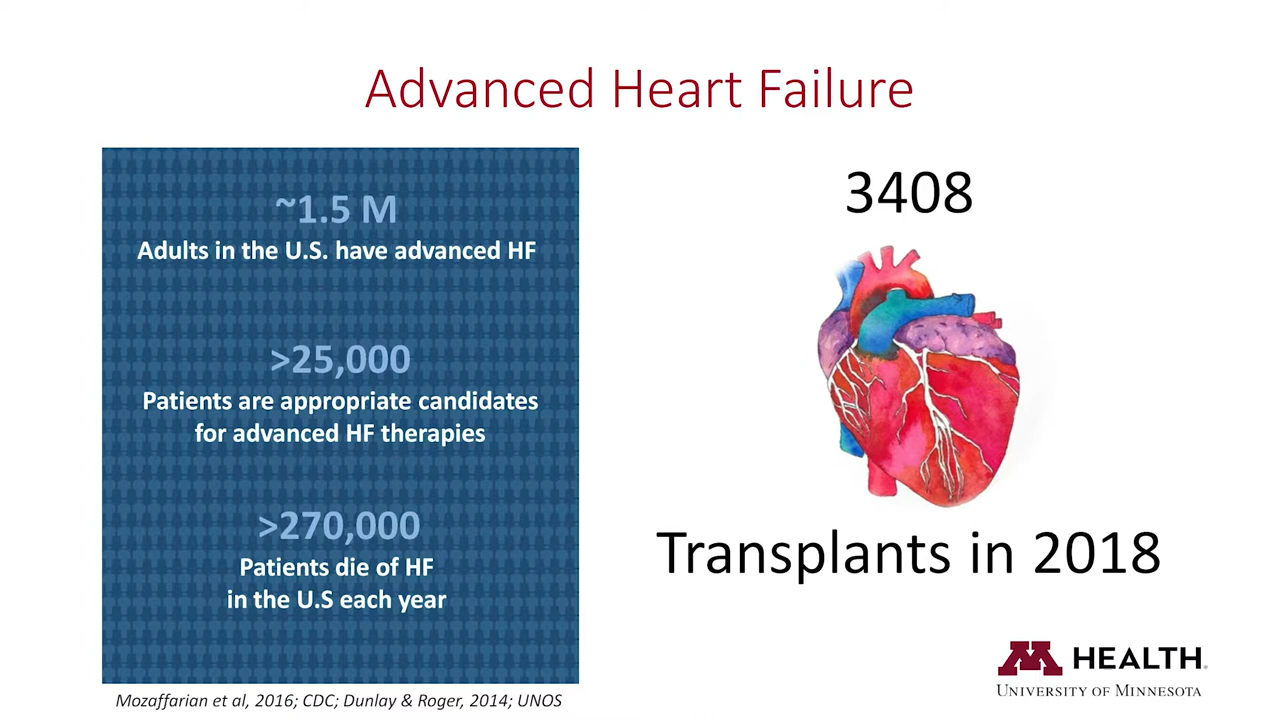 Advanced Heart Failure
~1.5 M
Adults in the U.S. have advanced HF
>25,000
Patients are appropriate candidates
for advanced HF therapies
>270,000
Patients die of HF
in the U.S each year
Mozaffarian et al, 2016; CDC; Dunlay & Roger, 2014; UNOS
3408
Transplants in 2018
M HEALTH
UNIVERSITY OF MINNESOTA